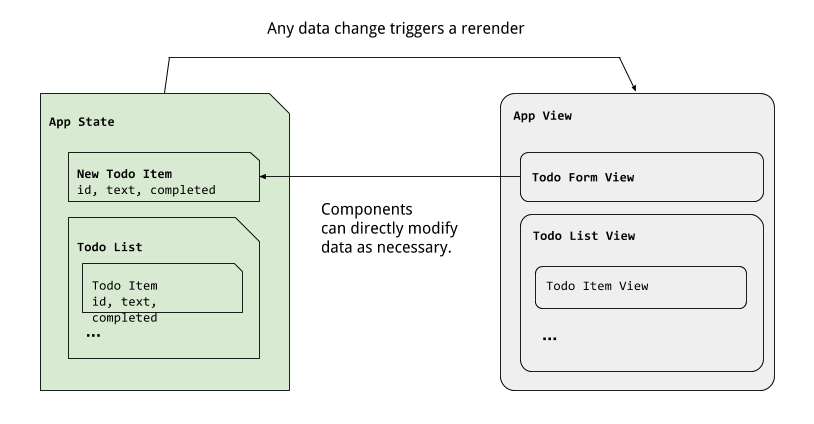 Any data change triggers a rerender
App State
New Todo Item
id, text, completed
Todo List
Todo Item
id, text,
completed
...
Components
can directly modify
data as necessary.
App View
Todo Form View
Todo List View
Todo Item View
...